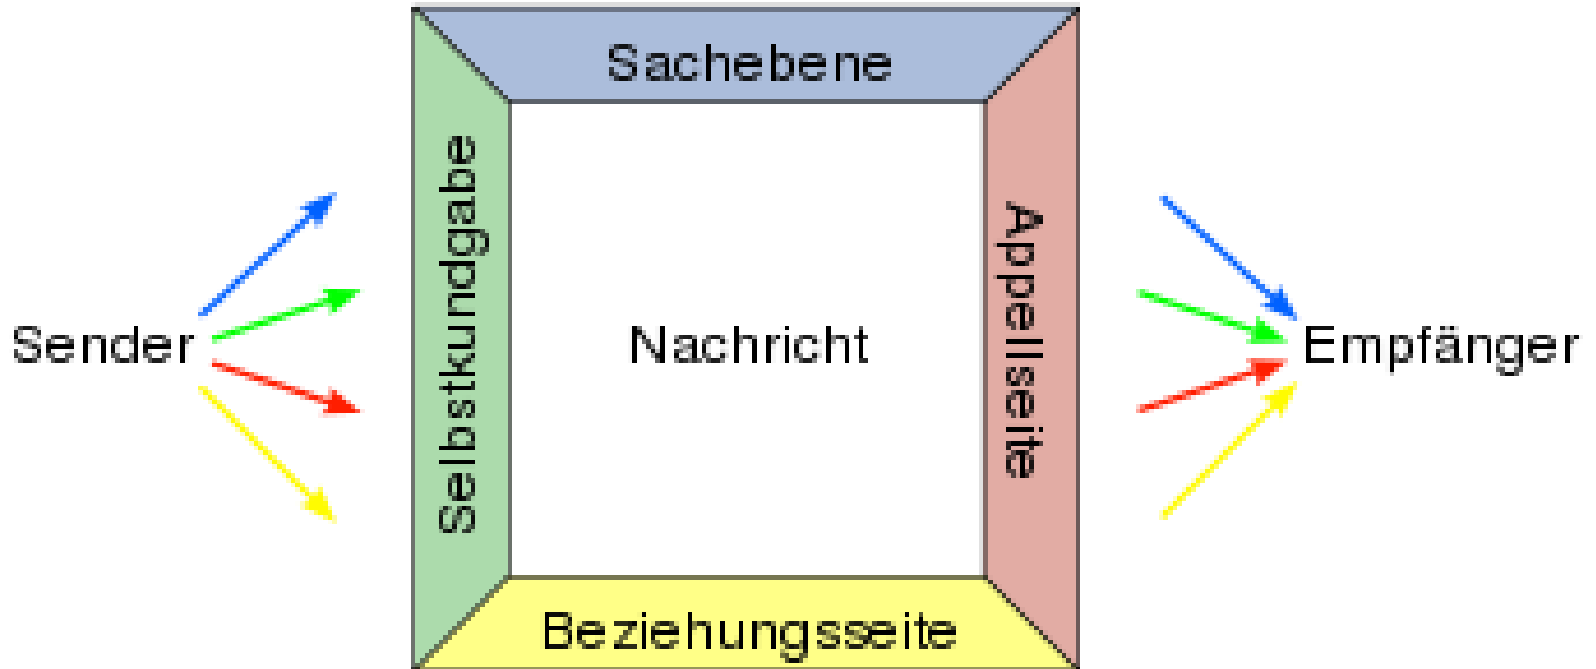 Sachebene
Selbstkundgabe
Appellseite
Sender
Nachricht
Empfänger
Beziehungsseite